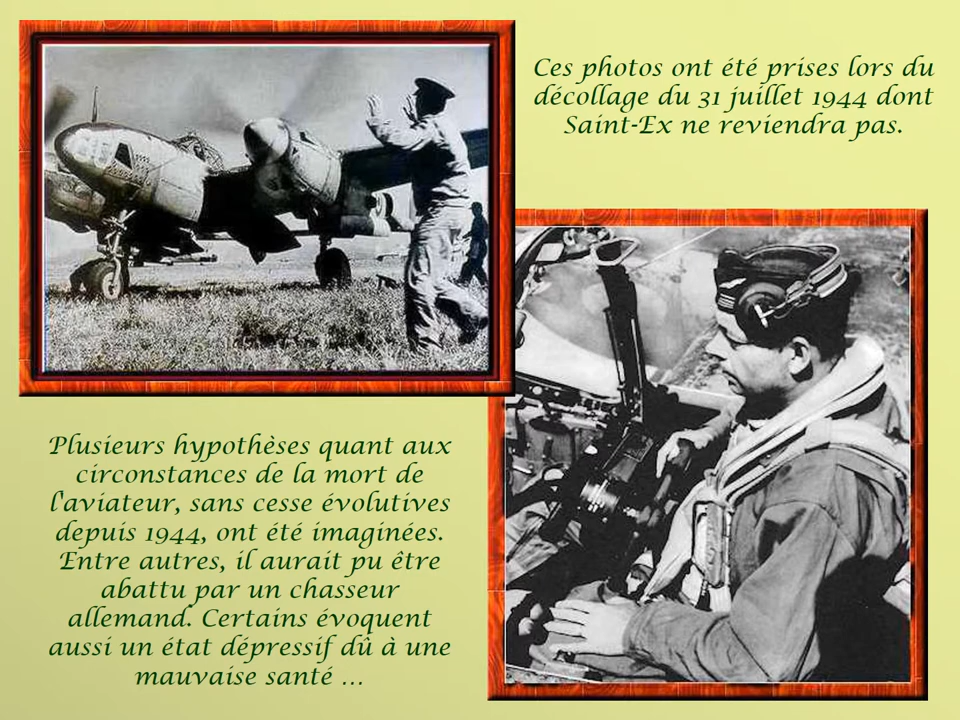 Ces photos ont été prises lors du
décollage du 31 juillet 1944 dont
Saint-Ex ne reviendra pas.
Plusieurs hypothèses quant aux
circonstances de la mort de
l'aviateur, sans cesse évolutives
depuis 1944, ont été imaginées.
Entre autres, il aurait pu être
abattu par un chasseur
allemand. Certains évoquent
aussi un état dépressif dû à une
mauvaise santé ...